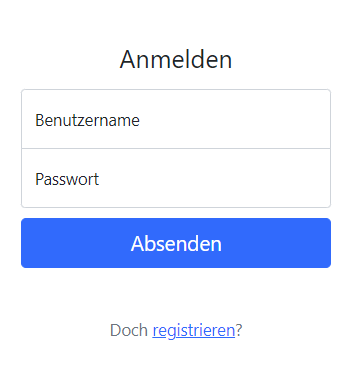 Anmelden
Benutzername
Passwort
Absenden
Doch registrieren?